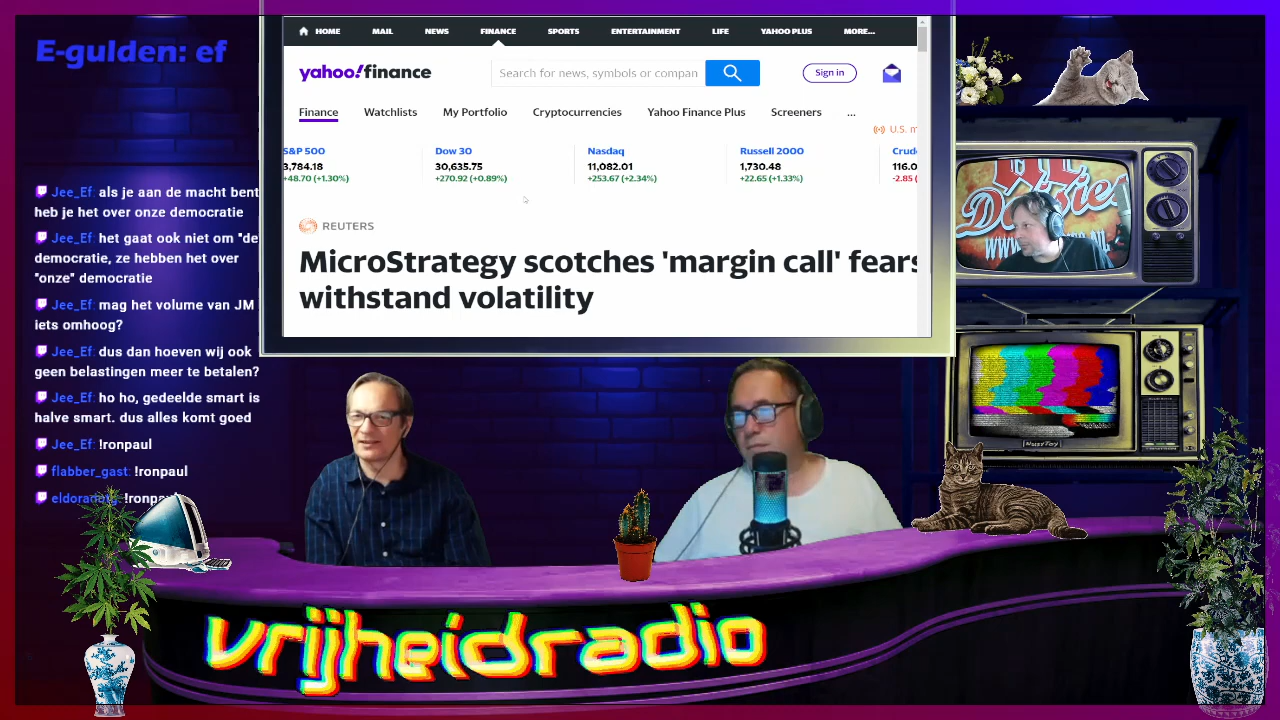 E-gulden: ef
HOME MAIL NEWS FINANCE SPORTS ENTERTAINMENT LIFE YAHOO PLUS MORE...
yahoo!finance
Search for news, symbols or compan
Sign in
Finance Watchlists My Portfolio Cryptocurrencies Yahoo Finance Plus Screeners ...
U.S. m
S&P 500
3,784.18
+48.70 (+1.30%)
Dow 30
30,635.75
+270.92 (+0.89%)
Nasdaq
11,082.01
+253.67 (+2.34%)
Russell 2000
1,730.48
+22.65 (+1.33%)
Crude
116.0
-2.85 (
REUTERS
MicroStrategy scotches 'margin call' fears
withstand volatility
Jee_Ef: als je aan de macht bent
heb je het over onze democratie
Jee_Ef: het gaat ook niet om "de
democratie, ze hebben het over
"onze" democratie
Jee_Ef: mag het volume van JM
iets omhoog?
Jee_Ef: dus dan hoeven wij ook
geen belastingen meer te betalen?
Jee_Ef: ho ho, gedeelde smart is
halve smart. dus alles komt goed
Jee_Ef: !ronpaul
flabber_gast: !ronpaul
!ronpau
vrijheidradio